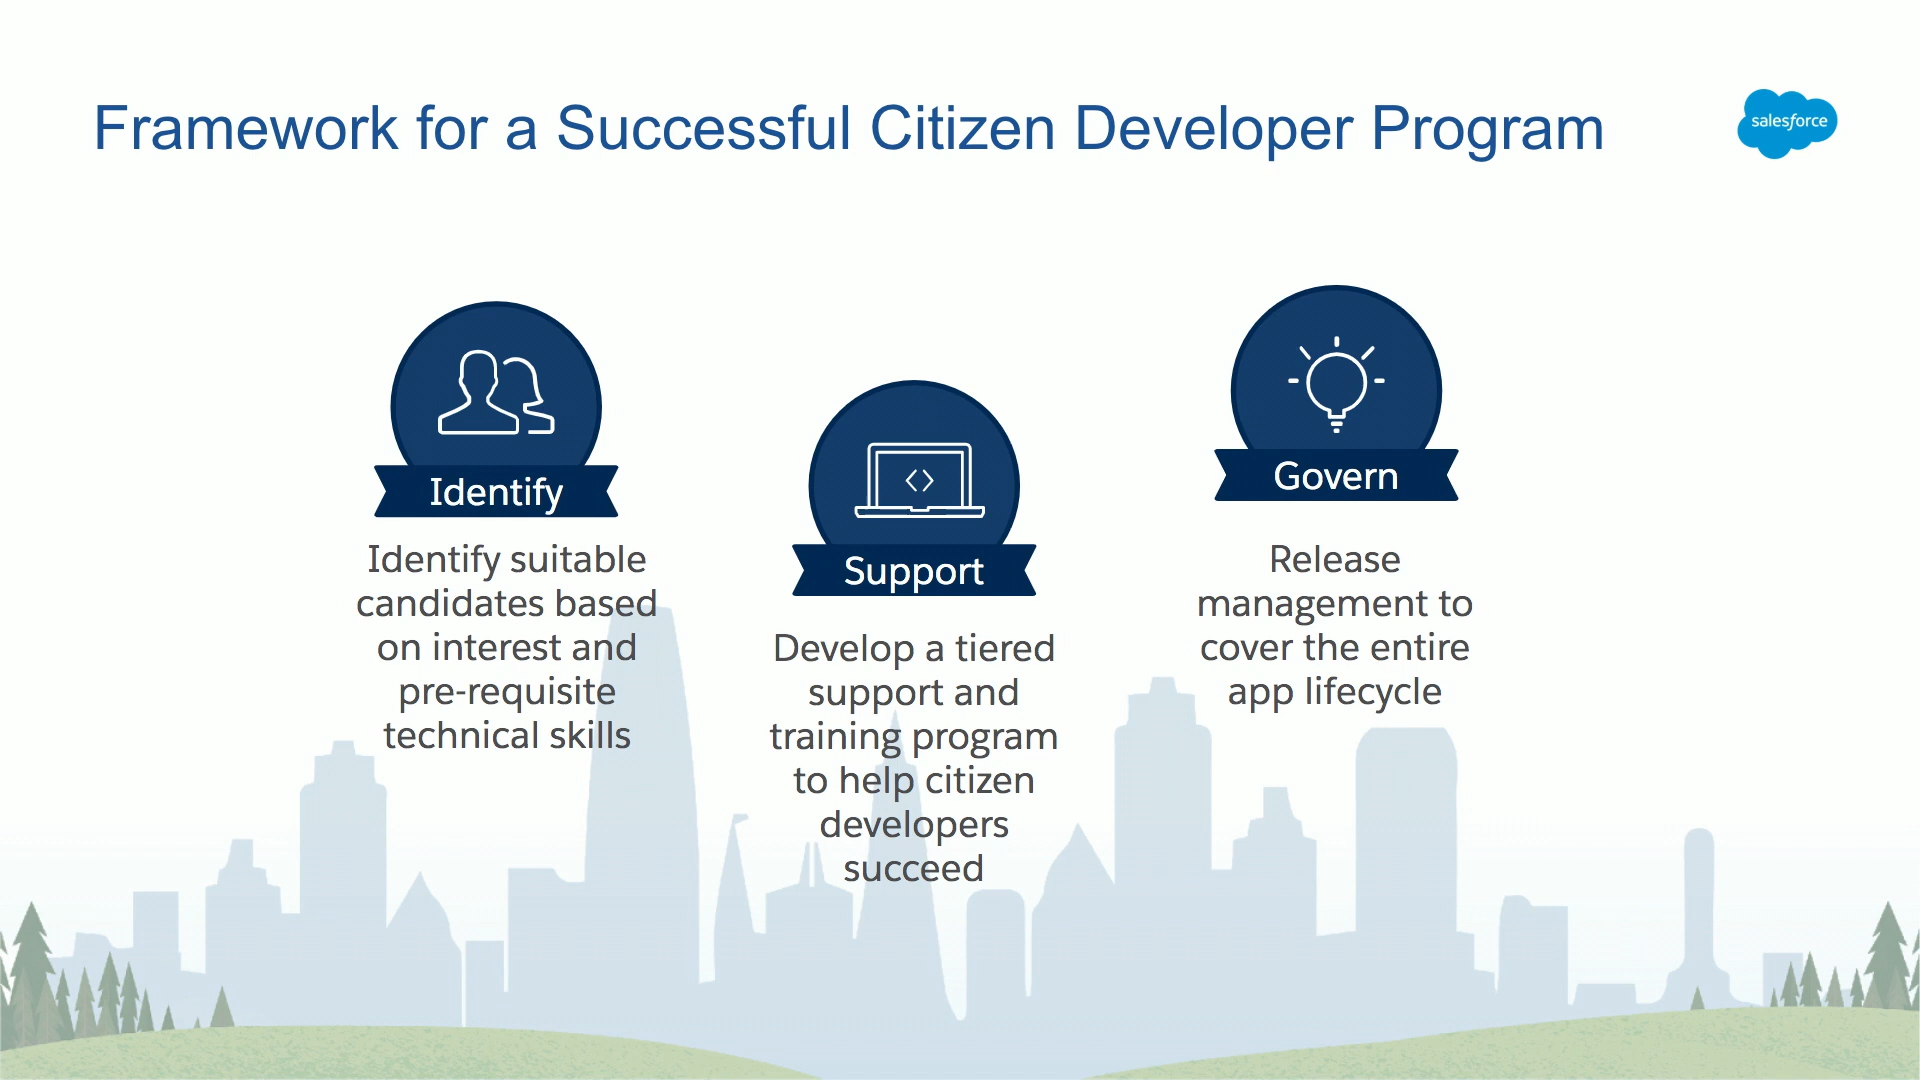 Framework for a Successful Citizen Developer Program
salesforce
Identify
Identify suitable
candidates based
on interest and
pre-requisite
technical skills
Support
Develop a tiered
support and
training program
to help citizen
developers
succeed
Govern
Release
management to
cover the entire
app lifecycle